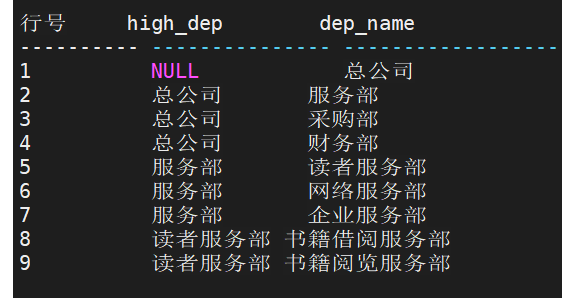 行号 high_dep dep_name
---------- --------------- ------------------
1 NULL 总公司
2 总公司 服务部
3 总公司 采购部
4 总公司 财务部
5 服务部 读者服务部
6 服务部 网络服务部
7 服务部 企业服务部
8 读者服务部 书籍借阅服务部
9 读者服务部 书籍阅览服务部